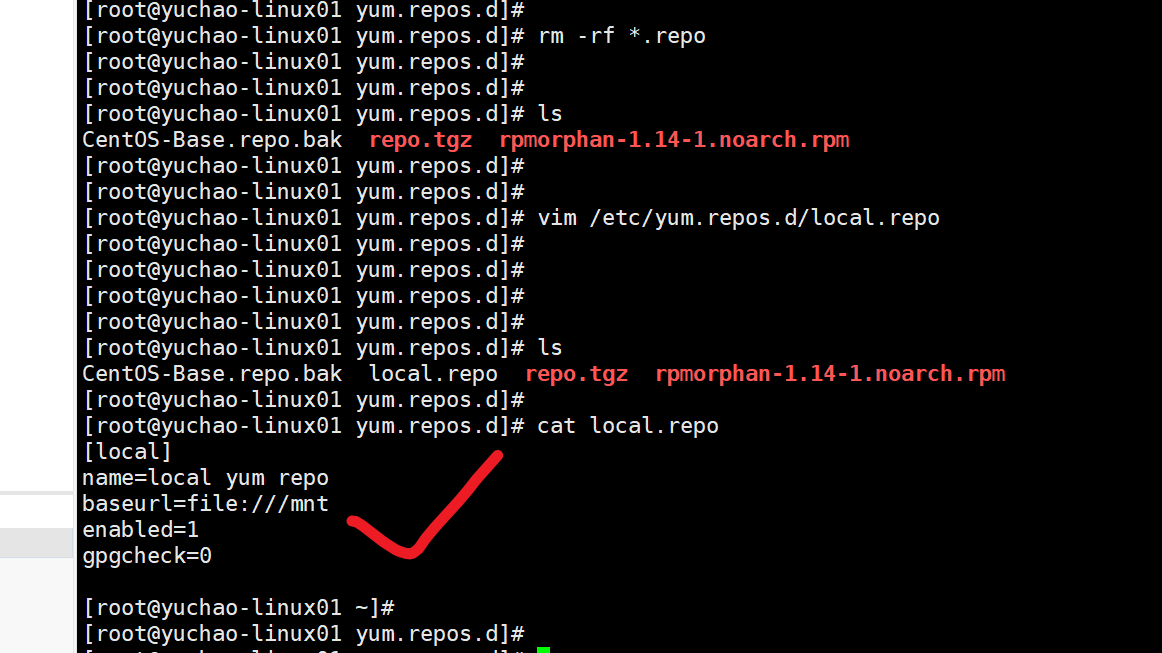 [root@yuchao-linux01 yum.repos.d]#
[root@yuchao-linux01 yum.repos.d]# rm -rf *.repo
[root@yuchao-linux01 yum.repos.d]#
[root@yuchao-linux01 yum.repos.d]#
[root@yuchao-linux01 yum.repos.d]# ls
CentOS-Base.repo.bak  repo.tgz  rpmorphan-1.14-1.noarch.rpm
[root@yuchao-linux01 yum.repos.d]#
[root@yuchao-linux01 yum.repos.d]#
[root@yuchao-linux01 yum.repos.d]# vim /etc/yum.repos.d/local.repo
[root@yuchao-linux01 yum.repos.d]#
[root@yuchao-linux01 yum.repos.d]#
[root@yuchao-linux01 yum.repos.d]#
[root@yuchao-linux01 yum.repos.d]#
[root@yuchao-linux01 yum.repos.d]# ls
CentOS-Base.repo.bak  local.repo  repo.tgz  rpmorphan-1.14-1.noarch.rpm
[root@yuchao-linux01 yum.repos.d]#
[root@yuchao-linux01 yum.repos.d]# cat local.repo
[local]
name=local yum repo
baseurl=file:///mnt
enabled=1
gpgcheck=0
[root@yuchao-linux01 ~]#
[root@yuchao-linux01 yum.repos.d]#